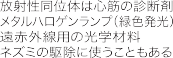 放射性同位体は心筋の診断剤
メタルハロゲンランプ（緑色発光）
遠赤外線用の光学材料
ネズミの駆除に使うこともある